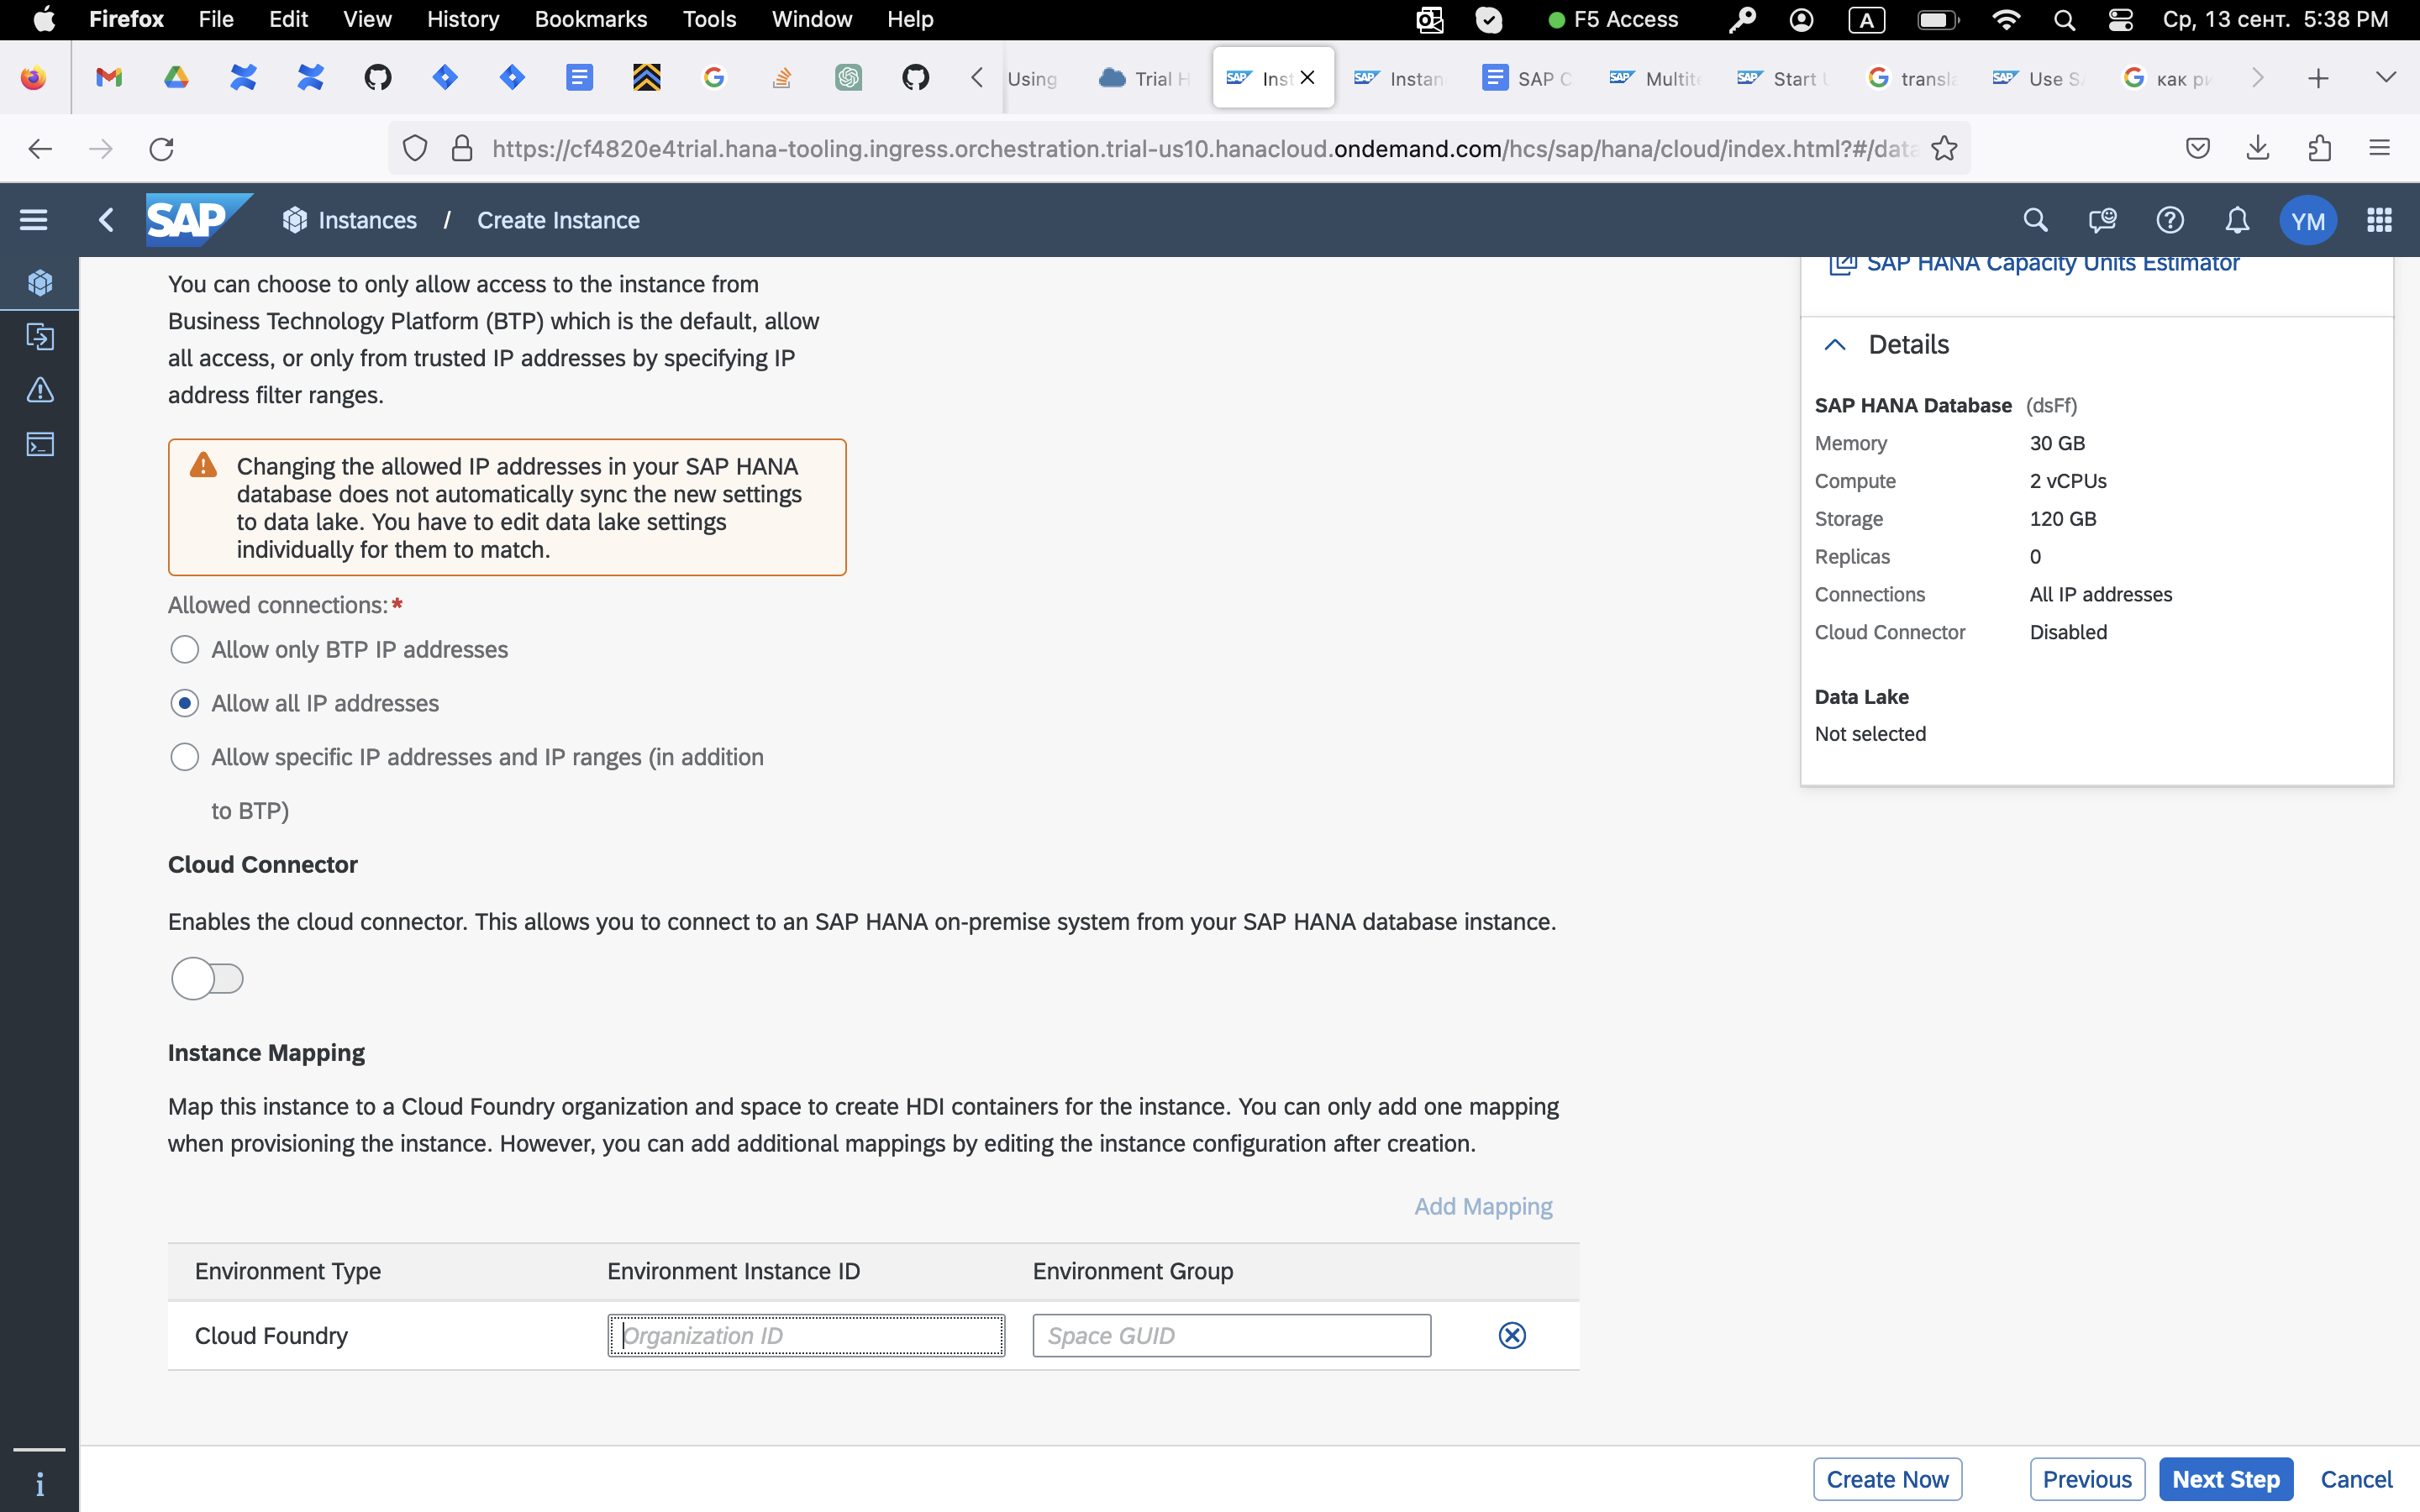 Firefox File Edit View History Bookmarks Tools Window Help F5 Access A Ср, 13 сент. 5:38 PM
Using Trial H SAP Inst SAP Instan SAP C SAP Multite SAP Start U transla SAP Use SA как ри
https://cf4820e4trial.hana-tooling.ingress.orchestration.trial-us10.hanacloud.ondemand.com/hcs/sap/hana/cloud/index.html?#/data
SAP Instances / Create Instance YM
You can choose to only allow access to the instance from
Business Technology Platform (BTP) which is the default, allow
all access, or only from trusted IP addresses by specifying IP
address filter ranges.
Changing the allowed IP addresses in your SAP HANA
database does not automatically sync the new settings
to data lake. You have to edit data lake settings
individually for them to match.
Allowed connections:*
Allow only BTP IP addresses
Allow all IP addresses
Allow specific IP addresses and IP ranges (in addition
to BTP)
Cloud Connector
Enables the cloud connector. This allows you to connect to an SAP HANA on-premise system from your SAP HANA database instance.
Instance Mapping
Map this instance to a Cloud Foundry organization and space to create HDI containers for the instance. You can only add one mapping
when provisioning the instance. However, you can add additional mappings by editing the instance configuration after creation.
Add Mapping
Environment Type Environment Instance ID Environment Group
Cloud Foundry Organization ID Space GUID
SAP HANA Capacity Units Estimator
Details
SAP HANA Database (dsFf)
Memory 30 GB
Compute 2 vCPUs
Storage 120 GB
Replicas 0
Connections All IP addresses
Cloud Connector Disabled
Data Lake
Not selected
Create Now Previous Next Step Cancel